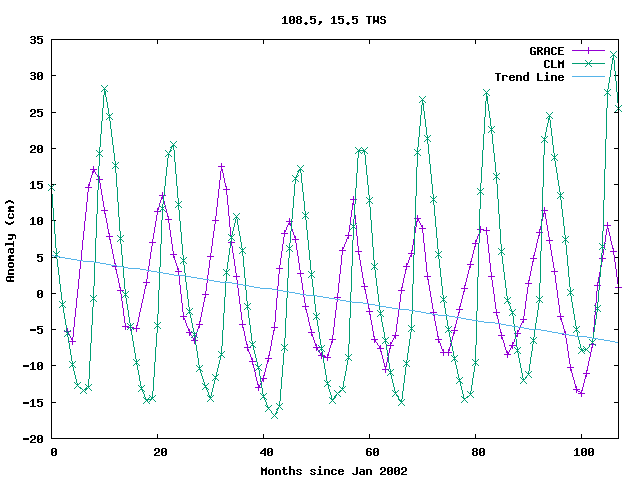 108.5, 15.5 TWS
GRACE
CLM
Trend Line
Anomaly (cm)
35
30
25
20
15
10
5
0
-5
-10
-15
-20
0 20 40 60 80 100
Months since Jan 2002